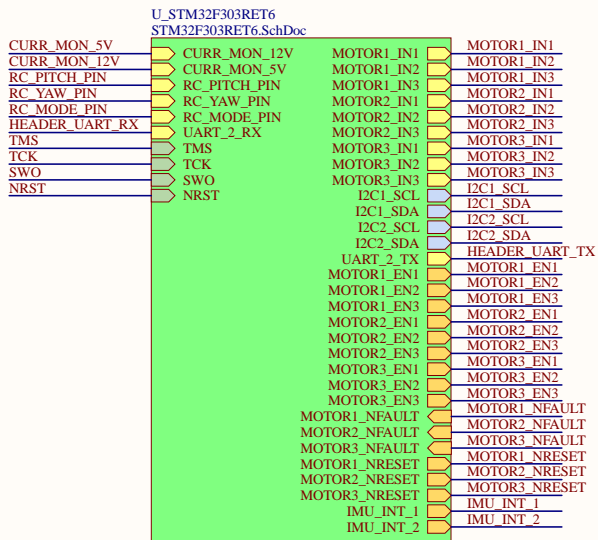 U_STM32F303RET6
STM32F303RET6.SchDoc
CURR_MON_5V
CURR_MON_12V
RC_PITCH_PIN
RC_YAW_PIN
RC_MODE_PIN
HEADER_UART_RX
TMS
TCK
SWO
NRST
CURR_MON_12V
CURR_MON_5V
RC_PITCH_PIN
RC_YAW_PIN
RC_MODE_PIN
UART_2_RX
TMS
TCK
SWO
NRST
MOTOR1_IN1
MOTOR1_IN2
MOTOR1_IN3
MOTOR2_IN1
MOTOR2_IN2
MOTOR2_IN3
MOTOR3_IN1
MOTOR3_IN2
MOTOR3_IN3
I2C1_SCL
I2C1_SDA
I2C2_SCL
I2C2_SDA
UART_2_TX
MOTOR1_EN1
MOTOR1_EN2
MOTOR1_EN3
MOTOR2_EN1
MOTOR2_EN2
MOTOR2_EN3
MOTOR3_EN1
MOTOR3_EN2
MOTOR3_EN3
MOTOR1_NFAULT
MOTOR2_NFAULT
MOTOR3_NFAULT
MOTOR1_NRESET
MOTOR2_NRESET
MOTOR3_NRESET
IMU_INT_1
IMU_INT_2
MOTOR1_IN1
MOTOR1_IN2
MOTOR1_IN3
MOTOR2_IN1
MOTOR2_IN2
MOTOR2_IN3
MOTOR3_IN1
MOTOR3_IN2
MOTOR3_IN3
I2C1_SCL
I2C1_SDA
I2C2_SCL
I2C2_SDA
HEADER_UART_TX
MOTOR1_EN1
MOTOR1_EN2
MOTOR1_EN3
MOTOR2_EN1
MOTOR2_EN2
MOTOR2_EN3
MOTOR3_EN1
MOTOR3_EN2
MOTOR3_EN3
MOTOR1_NFAULT
MOTOR2_NFAULT
MOTOR3_NFAULT
MOTOR1_NRESET
MOTOR2_NRESET
MOTOR3_NRESET
IMU_INT_1
IMU_INT_2